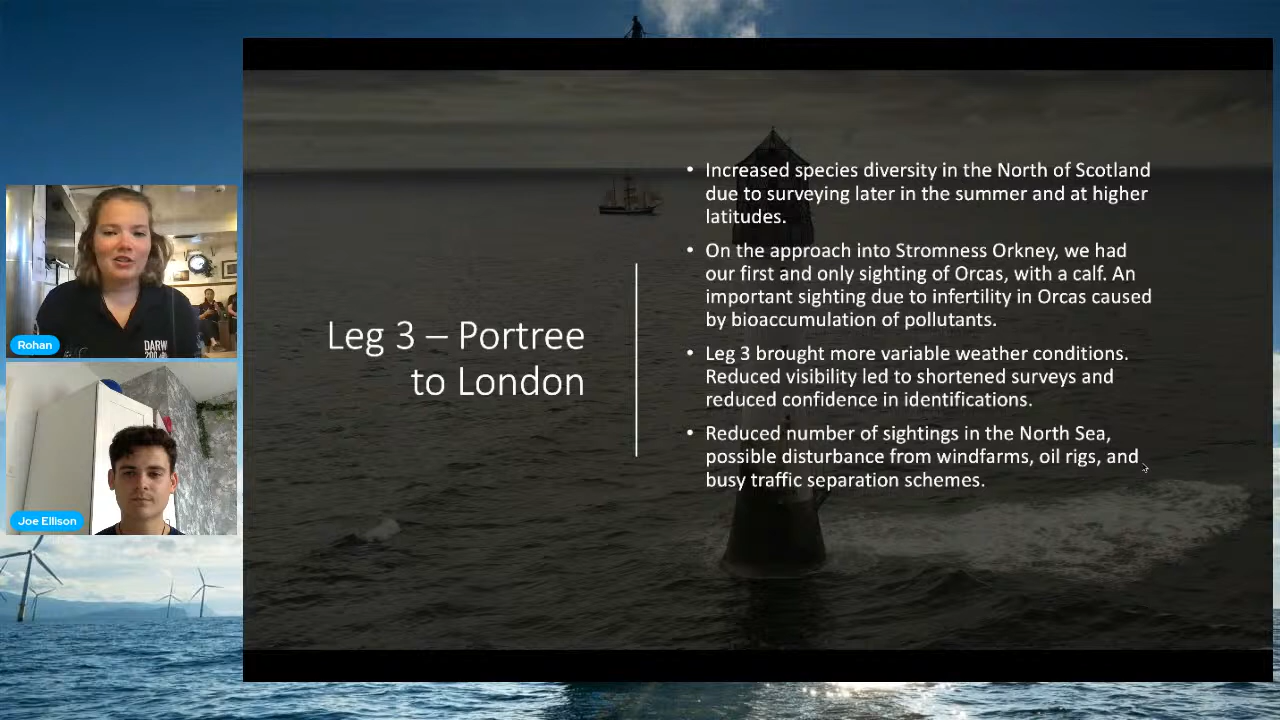 Leg 3 – Portree
to London
• Increased species diversity in the North of Scotland
due to surveying later in the summer and at higher
latitudes.
• On the approach into Stromness Orkney, we had
our first and only sighting of Orcas, with a calf. An
important sighting due to infertility in Orcas caused
by bioaccumulation of pollutants.
• Leg 3 brought more variable weather conditions.
Reduced visibility led to shortened surveys and
reduced confidence in identifications.
• Reduced number of sightings in the North Sea,
possible disturbance from windfarms, oil rigs, and
busy traffic separation schemes.
DARW
200
Rohan
Joe Ellison